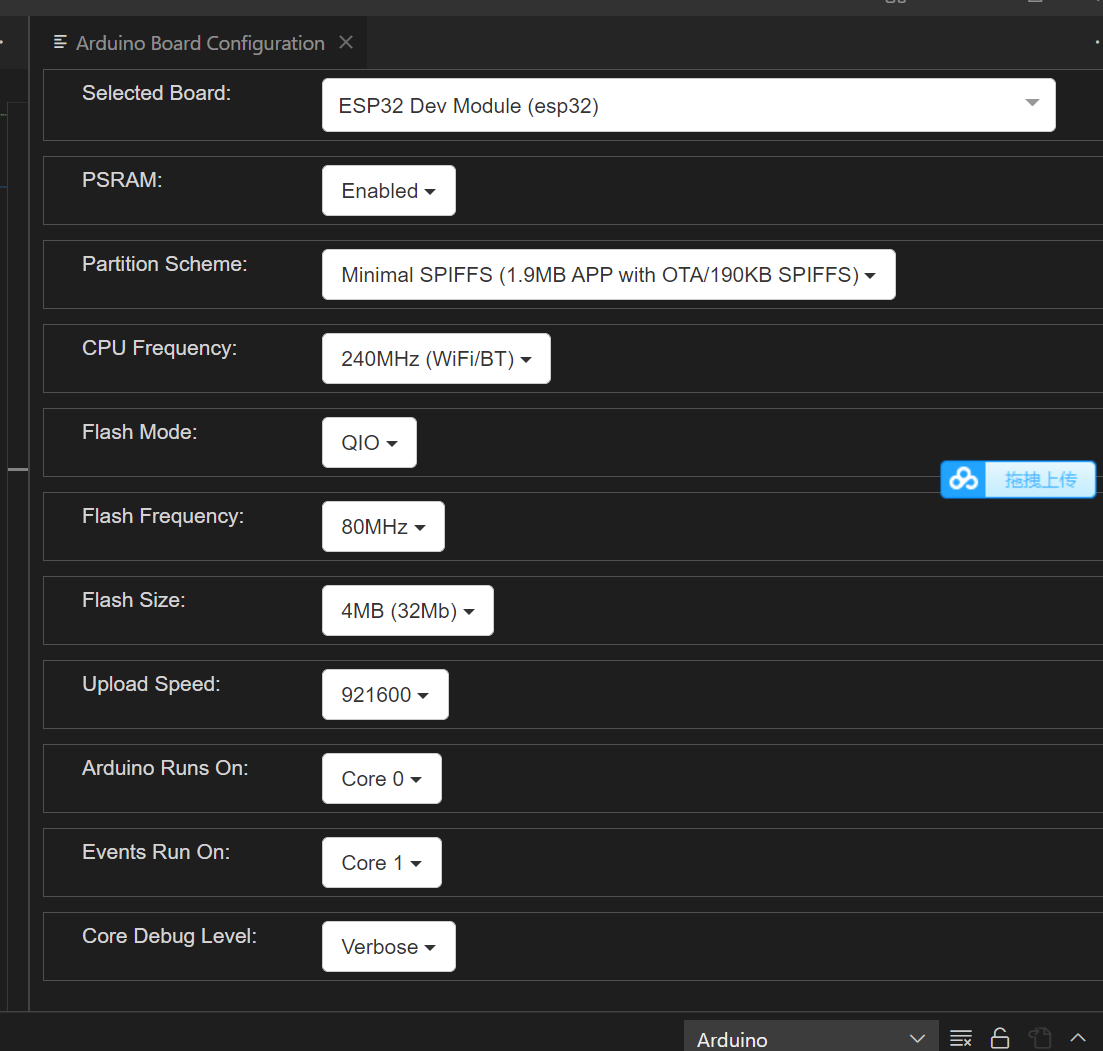 Arduino Board Configuration
Selected Board:
ESP32 Dev Module (esp32)
PSRAM:
Enabled
Partition Scheme:
Minimal SPIFFS (1.9MB APP with OTA/190KB SPIFFS)
CPU Frequency:
240MHz (WiFi/BT)
Flash Mode:
QIO
拖拽上传
Flash Frequency:
80MHz
Flash Size:
4MB (32Mb)
Upload Speed:
921600
Arduino Runs On:
Core 0
Events Run On:
Core 1
Core Debug Level:
Verbose
Arduino